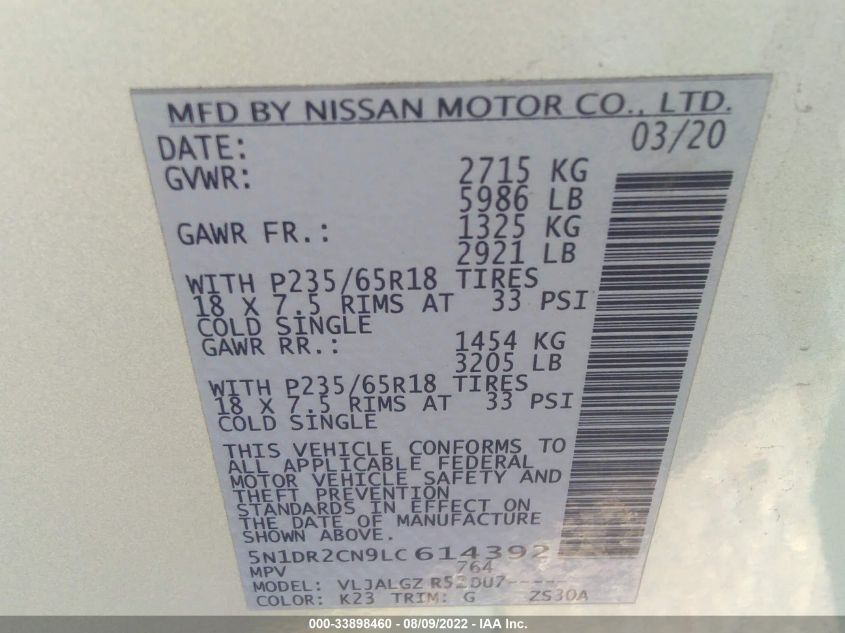 MFD BY NISSAN MOTOR CO., LTD.
DATE: 03/20
GVWR: 2715 KG
5986 LB
GAWR FR.: 1325 KG
2921 LB
WITH P235/65R18 TIRES
18 X 7.5 RIMS AT 33 PSI
COLD SINGLE
GAWR RR.: 1454 KG
3205 LB
WITH P235/65R18 TIRES
18 X 7.5 RIMS AT 33 PSI
COLD SINGLE
THIS VEHICLE CONFORMS TO
ALL APPLICABLE FEDERAL
MOTOR VEHICLE SAFETY AND
THEFT PREVENTION
STANDARDS IN EFFECT ON
THE DATE OF MANUFACTURE
SHOWN ABOVE.
5N1DR2CN9LC614392
MPV 764
MODEL: VLJALGZ R52DU7-----
COLOR: K23 TRIM: G ZS30A
000-33898460 - 08/09/2022 - IAA Inc.